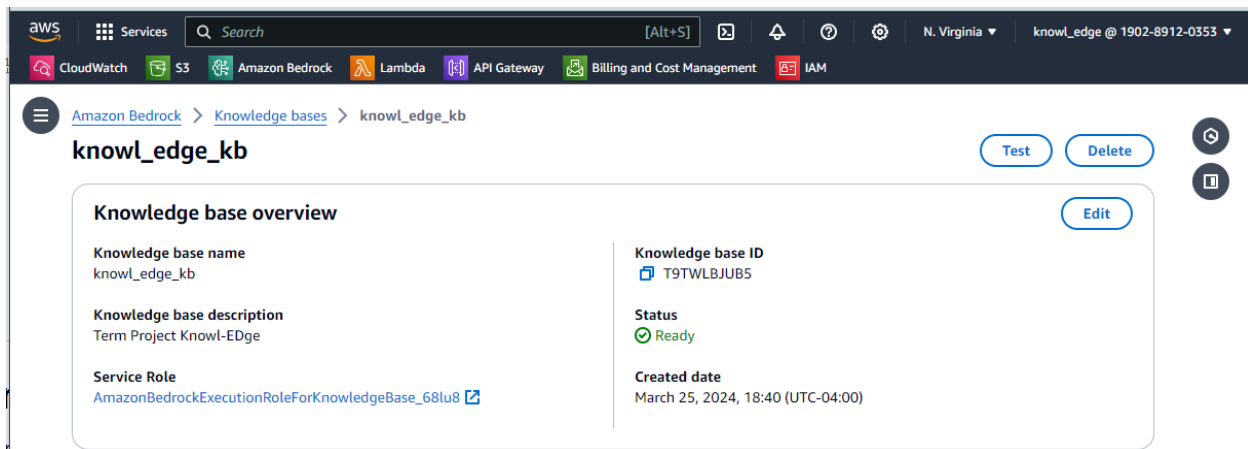 aws Services Search [Alt+S] N. Virginia knowl_edge @ 1902-8912-0353
CloudWatch S3 Amazon Bedrock Lambda API Gateway Billing and Cost Management IAM
Amazon Bedrock > Knowledge bases > knowl_edge_kb
knowl_edge_kb Test Delete
Knowledge base overview Edit
Knowledge base name
knowl_edge_kb
Knowledge base ID
T9TWLBJUB5
Knowledge base description
Term Project Knowl-EDge
Status
Ready
Service Role
AmazonBedrockExecutionRoleForKnowledgeBase_68lu8
Created date
March 25, 2024, 18:40 (UTC-04:00)